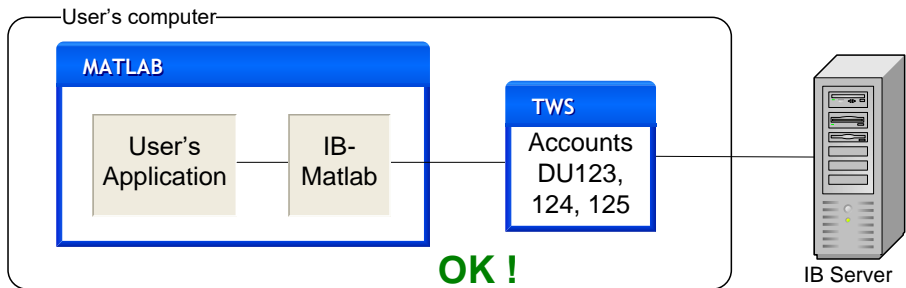 User's computer
MATLAB
User's
Application
IB-
Matlab
TWS
Accounts
DU123,
124, 125
OK !
IB Server